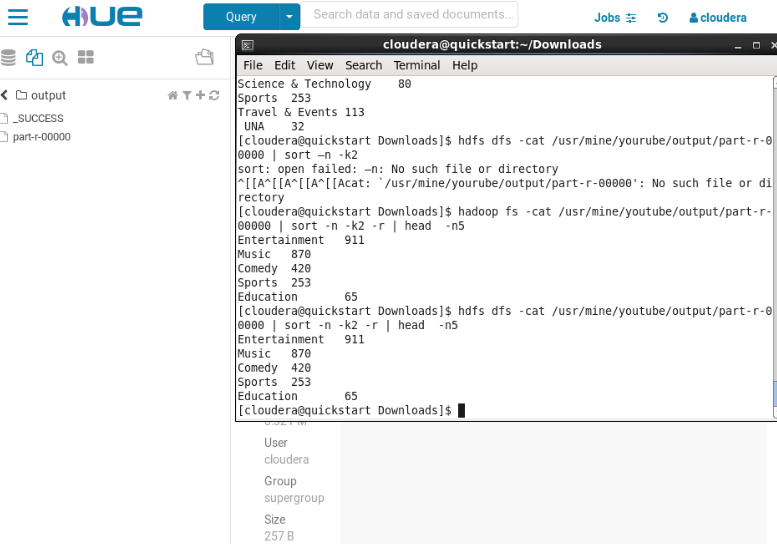 HUE
Query
Search data and saved documents...
Jobs
cloudera
cloudera@quickstart:~/Downloads
File Edit View Search Terminal Help
output
_SUCCESS
part-r-00000
Science & Technology    80
Sports  253
Travel & Events 113
 UNA    32
[cloudera@quickstart Downloads]$ hdfs dfs -cat /usr/mine/yourube/output/part-r-0
0000 | sort –n -k2
sort: open failed: –n: No such file or directory
^[[A^[[A^[[A^[[Acat: `/usr/mine/yourube/output/part-r-00000': No such file or di
rectory
[cloudera@quickstart Downloads]$ hadoop fs -cat /usr/mine/youtube/output/part-r-
00000 | sort -n -k2 -r | head  -n5
Entertainment   911
Music   870
Comedy  420
Sports  253
Education       65
[cloudera@quickstart Downloads]$ hdfs dfs -cat /usr/mine/youtube/output/part-r-0
0000 | sort -n -k2 -r | head  -n5
Entertainment   911
Music   870
Comedy  420
Sports  253
Education       65
[cloudera@quickstart Downloads]$
User
cloudera
Group
supergroup
Size
257 B